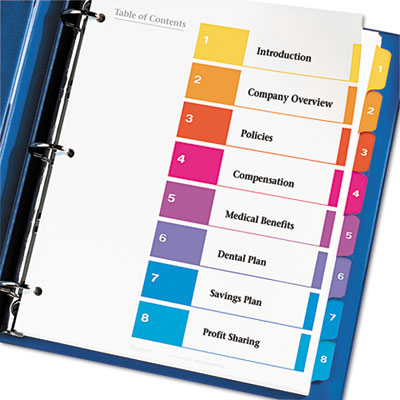 Table of Contents
1 Introduction 1
2 Company Overview 2
3 Policies 3
4 Compensation 4
5 Medical Benefits 5
6 Dental Plan 6
7 Savings Plan 7
8 Profit Sharing 8